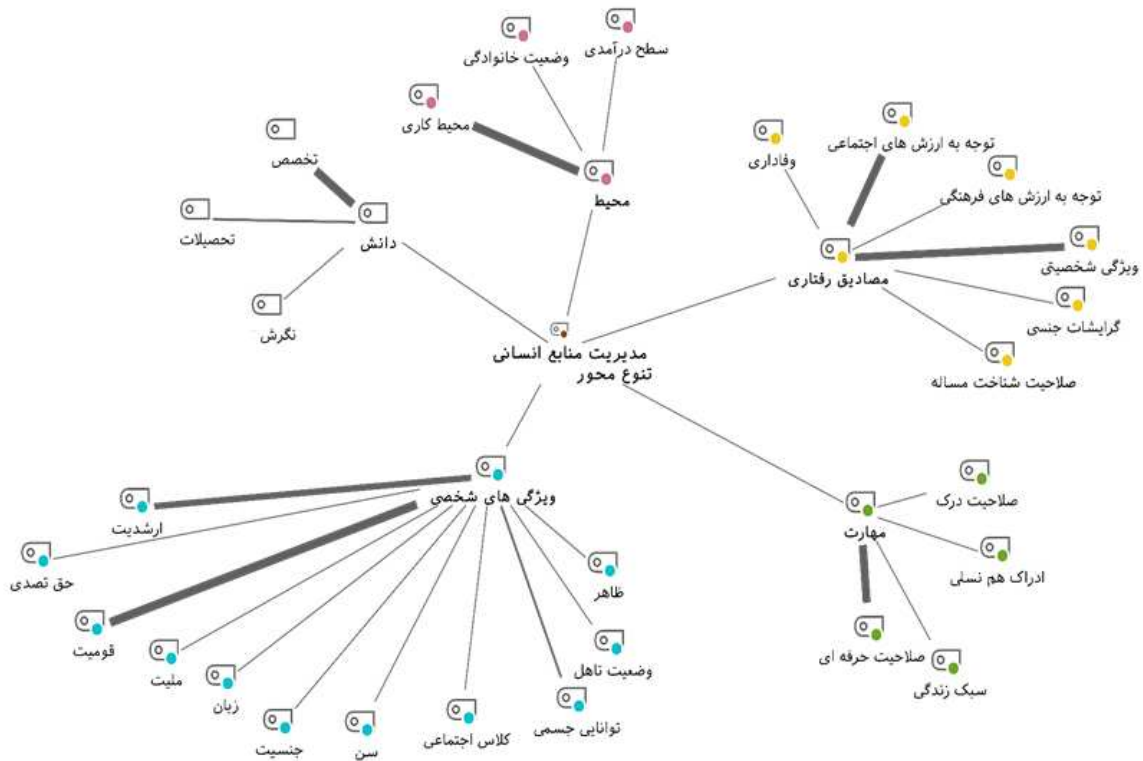 سطح درآمدی
وضعیت خانوادگی
محیط کاری
محیط
تخصص
تحصیلات
دانش
نگرش
توجه به ارزش های اجتماعی
وفاداری
توجه به ارزش های فرهنگی
ویژگی شخصیتی
مصادیق رفتاری
گرایشات جنسی
صلاحیت شناخت مساله
مدیریت منابع انسانی
تنوع محور
ویژگی های شخصی
ارشدیت
حق تصدی
قومیت
ملیت
زبان
جنسیت
سن
کلاس اجتماعی
توانایی جسمی
وضعیت تاهل
ظاهر
صلاحیت درک
مهارت
ادراک هم نسلی
صلاحیت حرفه ای
سبک زندگی